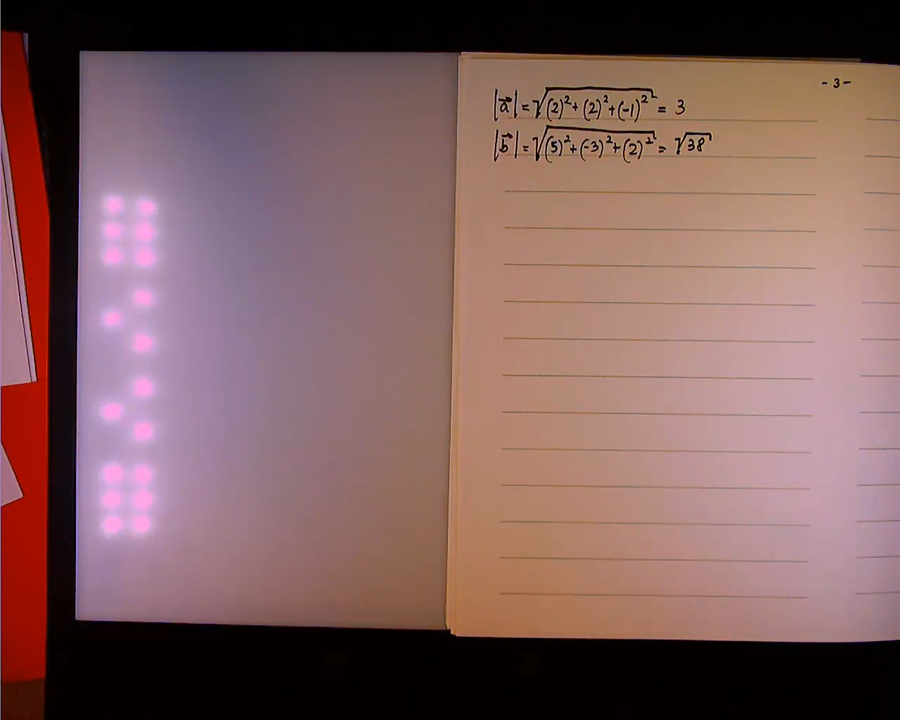 - 3 -
|a⃗| = √((2)² + (2)² + (-1)²) = 3
|b⃗| = √((5)² + (-3)² + (2)²) = √38